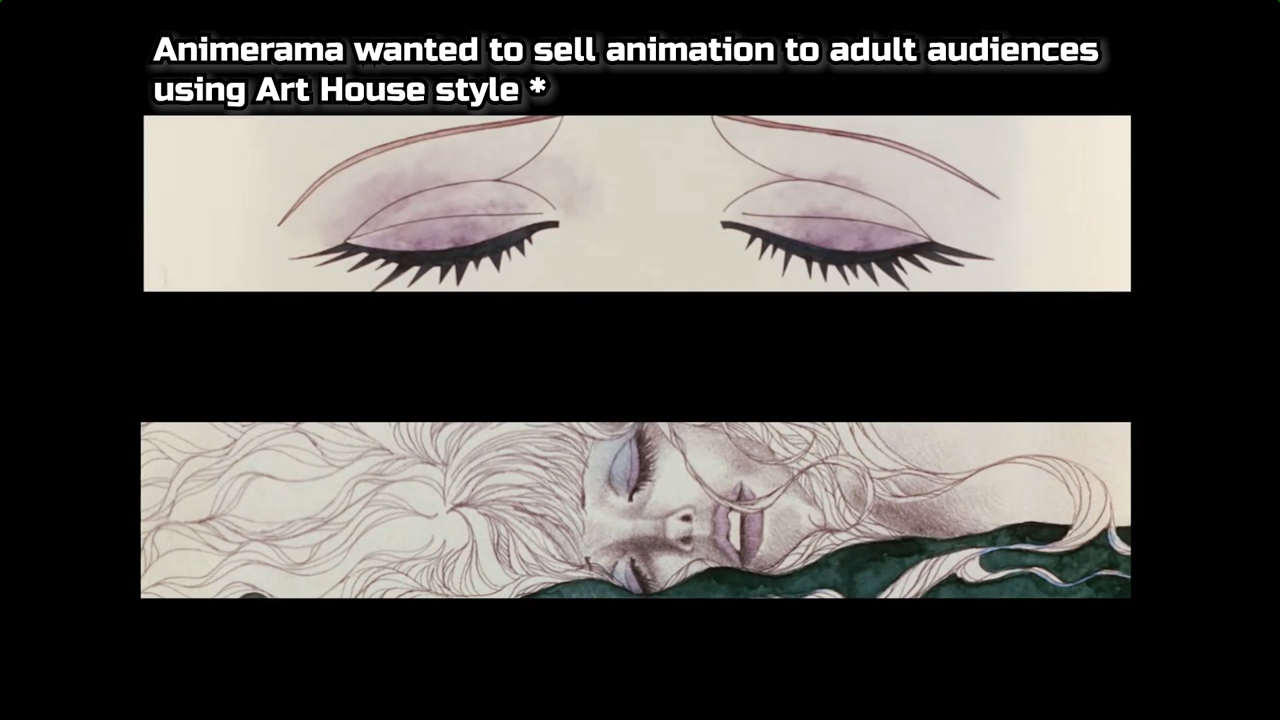 Animerama wanted to sell animation to adult audiences
using Art House style *